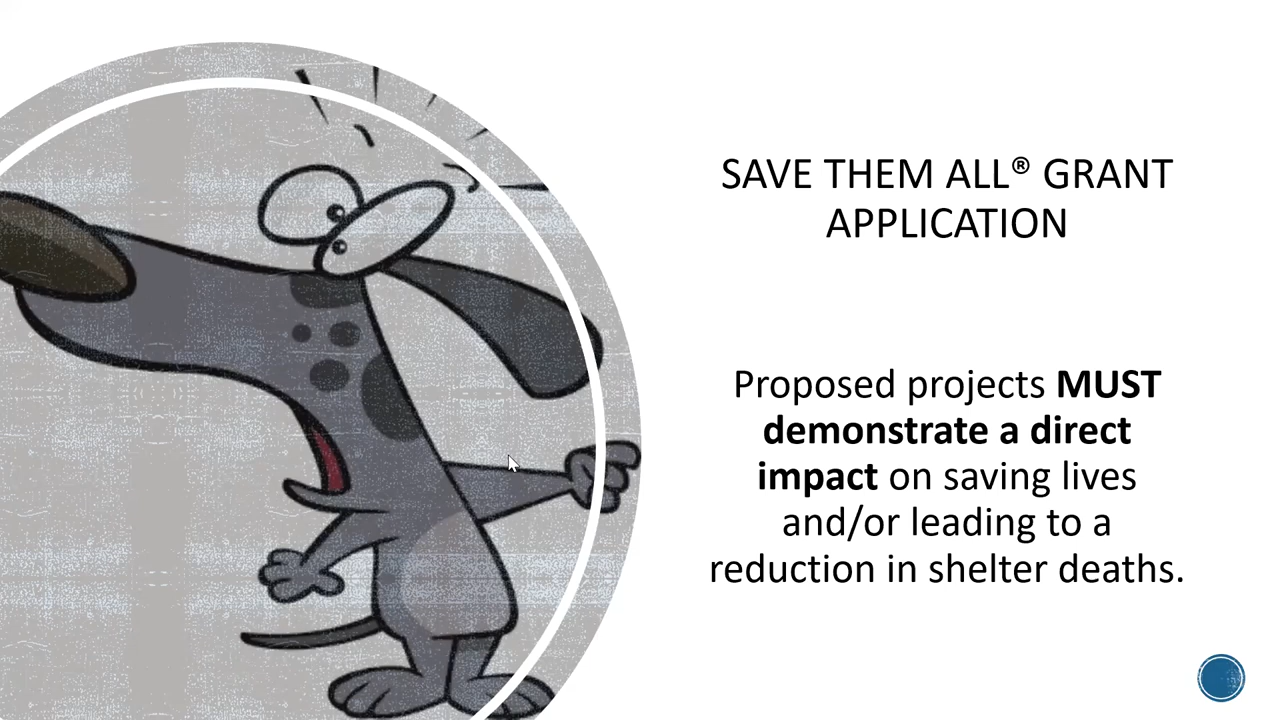 SAVE THEM ALL® GRANT
APPLICATION
Proposed projects MUST
demonstrate a direct
impact on saving lives
and/or leading to a
reduction in shelter deaths.